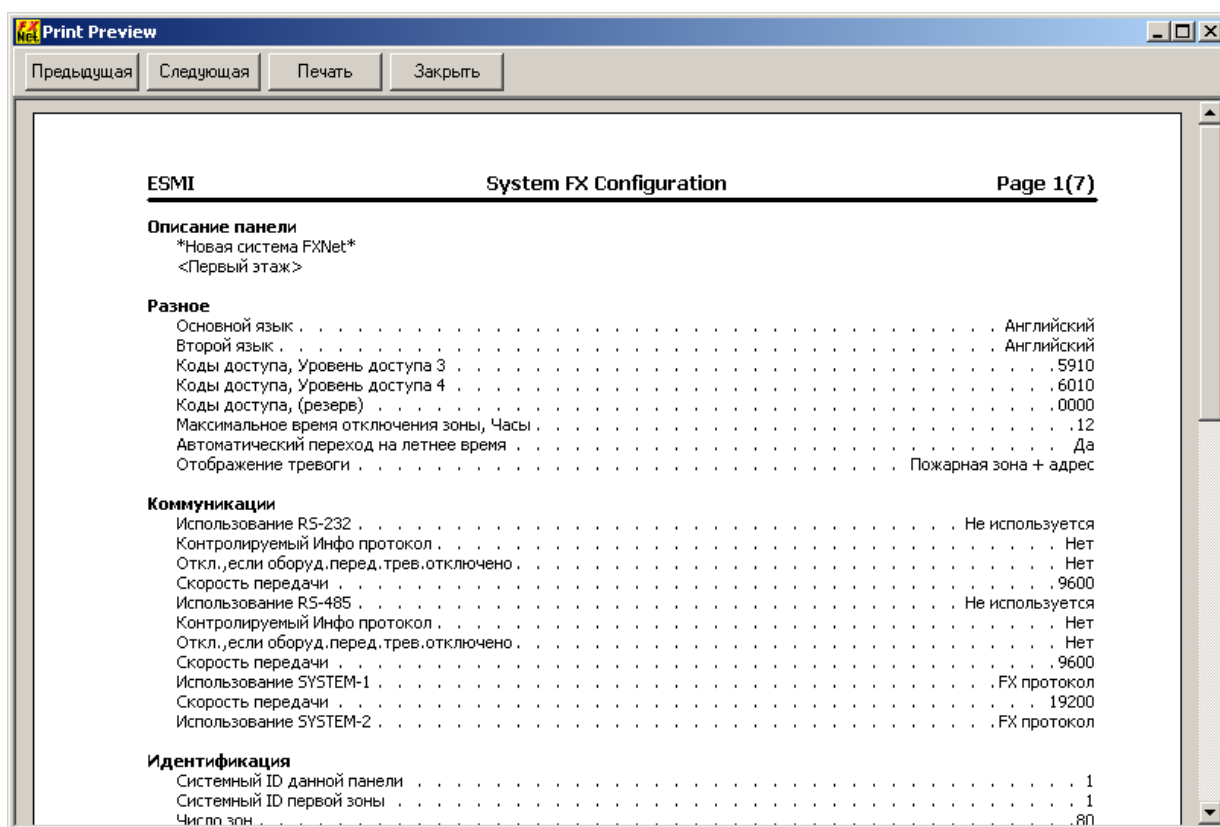 FX Net Print Preview
Предыдущая Следующая Печать Закрыть
ESMI System FX Configuration Page 1(7)
Описание панели
*Новая система FXNet*
<Первый этаж>
Разное
Основной язык . . . . . . . . . . Английский
Второй язык . . . . . . . . . . Английский
Коды доступа, Уровень доступа 3 . . . . . . . . . . 5910
Коды доступа, Уровень доступа 4 . . . . . . . . . . 6010
Коды доступа, (резерв) . . . . . . . . . . 0000
Максимальное время отключения зоны, Часы . . . . . . . . . . 12
Автоматический переход на летнее время . . . . . . . . . . Да
Отображение тревоги . . . . . . . . . . Пожарная зона + адрес
Коммуникации
Использование RS-232 . . . . . . . . . . Не используется
Контролируемый Инфо протокол . . . . . . . . . . Нет
Откл.,если оборуд.перед.трев.отключено . . . . . . . . . . Нет
Скорость передачи . . . . . . . . . . 9600
Использование RS-485 . . . . . . . . . . Не используется
Контролируемый Инфо протокол . . . . . . . . . . Нет
Откл.,если оборуд.перед.трев.отключено . . . . . . . . . . Нет
Скорость передачи . . . . . . . . . . 9600
Использование SYSTEM-1 . . . . . . . . . . FX протокол
Скорость передачи . . . . . . . . . . 19200
Использование SYSTEM-2 . . . . . . . . . . FX протокол
Идентификация
Системный ID данной панели . . . . . . . . . . 1
Системный ID первой зоны . . . . . . . . . . 1
Число зон . . . . . . . . . . 80